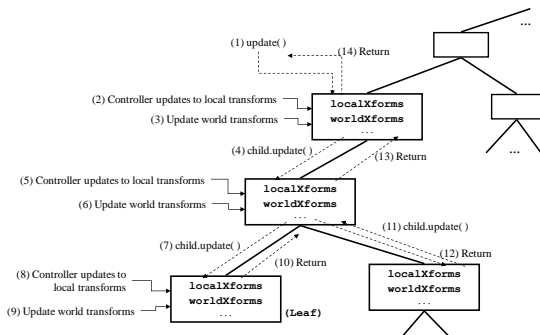 ...
(1) update( )
(14) Return
(2) Controller updates to local transforms
localXforms
(3) Update world transforms
worldXforms
...
...
...
(4) child.update( )
(13) Return
(5) Controller updates to local transforms
localXforms
(6) Update world transforms
worldXforms
...
(7) child.update( )
(11) child.update( )
(10) Return
(12) Return
(8) Controller updates to
local transforms
localXforms
(9) Update world transforms
worldXforms
...
(Leaf)
localXforms
worldXforms
...